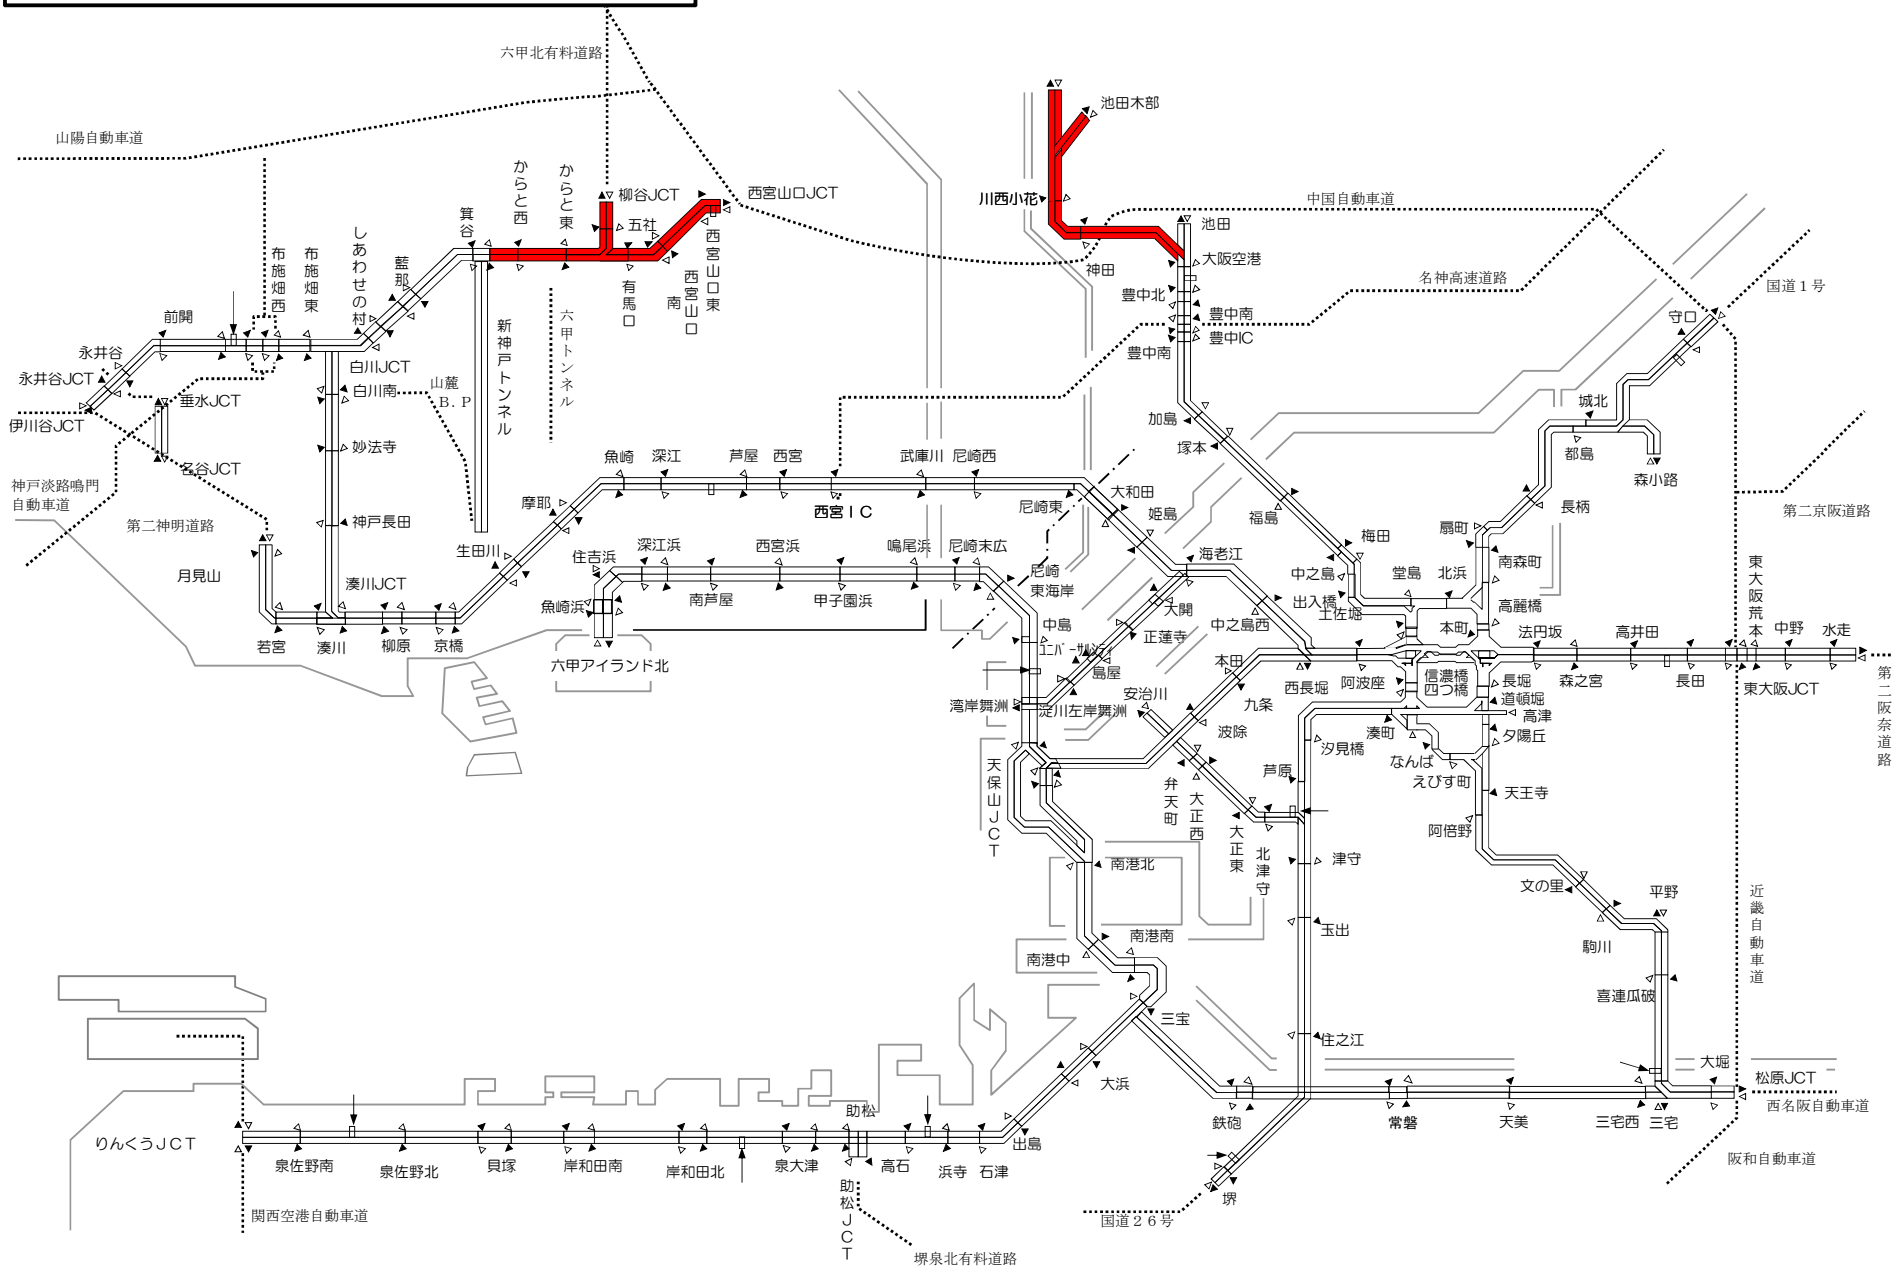 六甲北有料道路
山陽自動車道
池田木部
からと西
からと東
柳谷JCT
西宮山口JCT
川西小花
中国自動車道
箕谷
五社
西宮山口東
池田
しあわせの村
藍那
布施畑西
布施畑東
有馬口
西宮山口南
神田
大阪空港
名神高速道路
国道１号
豊中北
豊中南
豊中IC
豊中南
守口
前開
新神戸トンネル
六甲トンネル
永井谷
永井谷JCT
白川JCT
白川南
山麓
Ｂ．Ｐ
垂水JCT
伊川谷JCT
城北
加島
塚本
都島
森小路
妙法寺
名谷JCT
魚崎
深江
芦屋
西宮
武庫川
尼崎西
神戸淡路鳴門
自動車道
第二神明道路
摩耶
西宮ＩＣ
尼崎東
大和田
姫島
福島
扇町
長柄
第二京阪道路
神戸長田
生田川
住吉浜
深江浜
西宮浜
鳴尾浜
尼崎末広
海老江
梅田
南森町
東大阪荒本
月見山
湊川JCT
魚崎浜
南芦屋
甲子園浜
尼崎
東海岸
大開
中之島
出入橋
堂島
北浜
土佐堀
高麗橋
若宮
湊川
柳原
京橋
中島
正蓮寺
中之島西
本町
法円坂
高井田
中野
水走
六甲アイランド北
ユニバーサルシティ
島屋
本田
西長堀
阿波座
信濃橋
四つ橋
長堀
道頓堀
森之宮
長田
東大阪JCT
第二阪奈道路
湾岸舞洲
淀川左岸舞洲
安治川
九条
波除
汐見橋
湊町
高津
夕陽丘
なんば
えびす町
天保山ＪＣＴ
弁天町
大正西
芦原
天王寺
阿倍野
大正東
北津守
津守
南港北
文の里
平野
近畿自動車道
玉出
駒川
南港南
南港中
喜連瓜破
三宝
住之江
大堀
大浜
松原JCT
西名阪自動車道
鉄砲
常磐
天美
三宅西
三宅
助松
りんくうＪＣＴ
出島
泉佐野南
泉佐野北
貝塚
岸和田南
岸和田北
泉大津
高石
浜寺
石津
阪和自動車道
堺
助松ＪＣＴ
関西空港自動車道
国道２６号
堺泉北有料道路